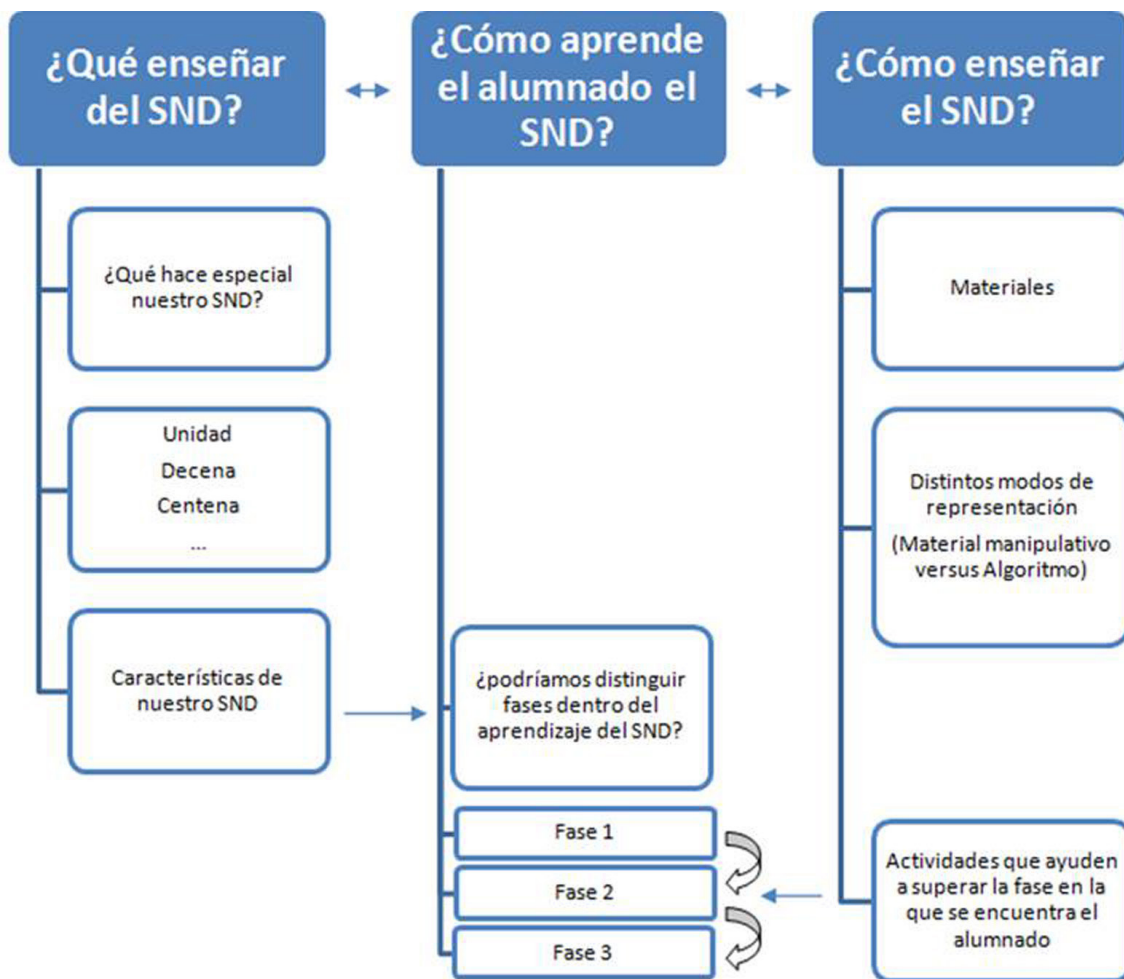 ¿Qué enseñar
del SND?
¿Qué hace especial
nuestro SND?
Unidad
Decena
Centena
...
Características de
nuestro SND
¿Cómo aprende
el alumnado el
SND?
¿podríamos distinguir
fases dentro del
aprendizaje del SND?
Fase 1
Fase 2
Fase 3
¿Cómo enseñar
el SND?
Materiales
Distintos modos de
representación
(Material manipulativo
versus Algoritmo)
Actividades que ayuden
a superar la fase en la
que se encuentra el
alumnado